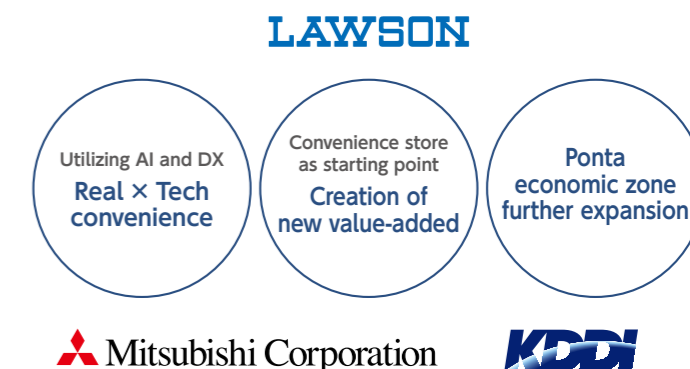 LAWSON
Utilizing AI and DX
Real × Tech
convenience
Convenience store
as starting point
Creation of
new value-added
Ponta
economic zone
further expansion
Mitsubishi Corporation
KDDI